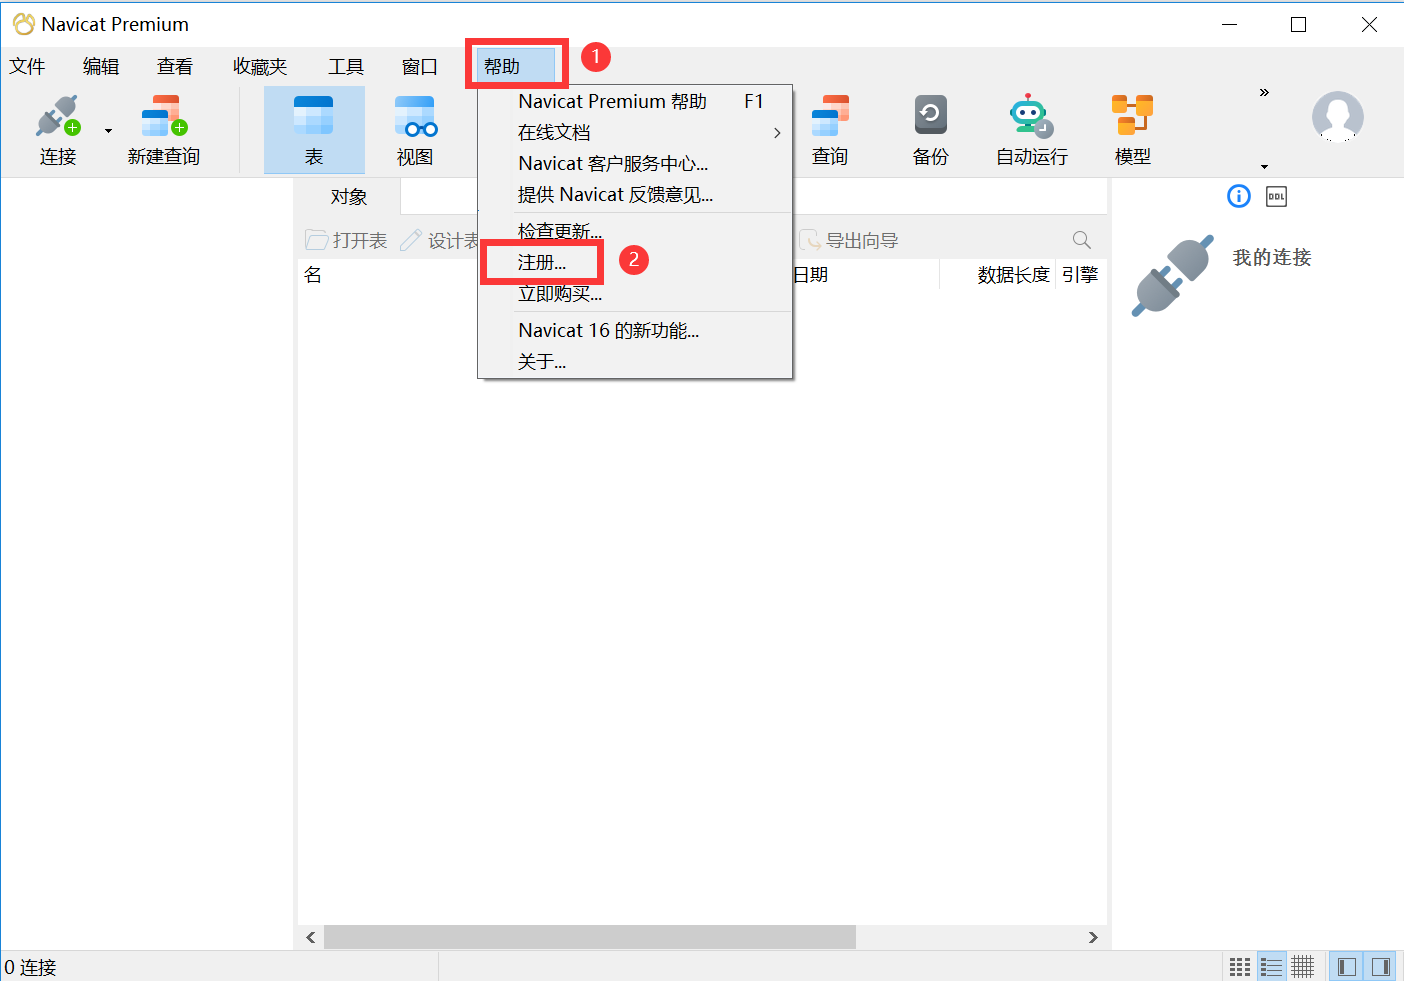 Navicat Premium
文件 编辑 查看 收藏夹 工具 窗口 帮助 1
连接 新建查询 表 视图 查询 备份 自动运行 模型
Navicat Premium 帮助 F1
在线文档
Navicat 客户服务中心...
提供 Navicat 反馈意见...
检查更新...
注册... 2
立即购买...
Navicat 16 的新功能...
关于...
对象
打开表 设计表 导出向导
名 日期 数据长度 引擎
DDL
我的连接
0 连接